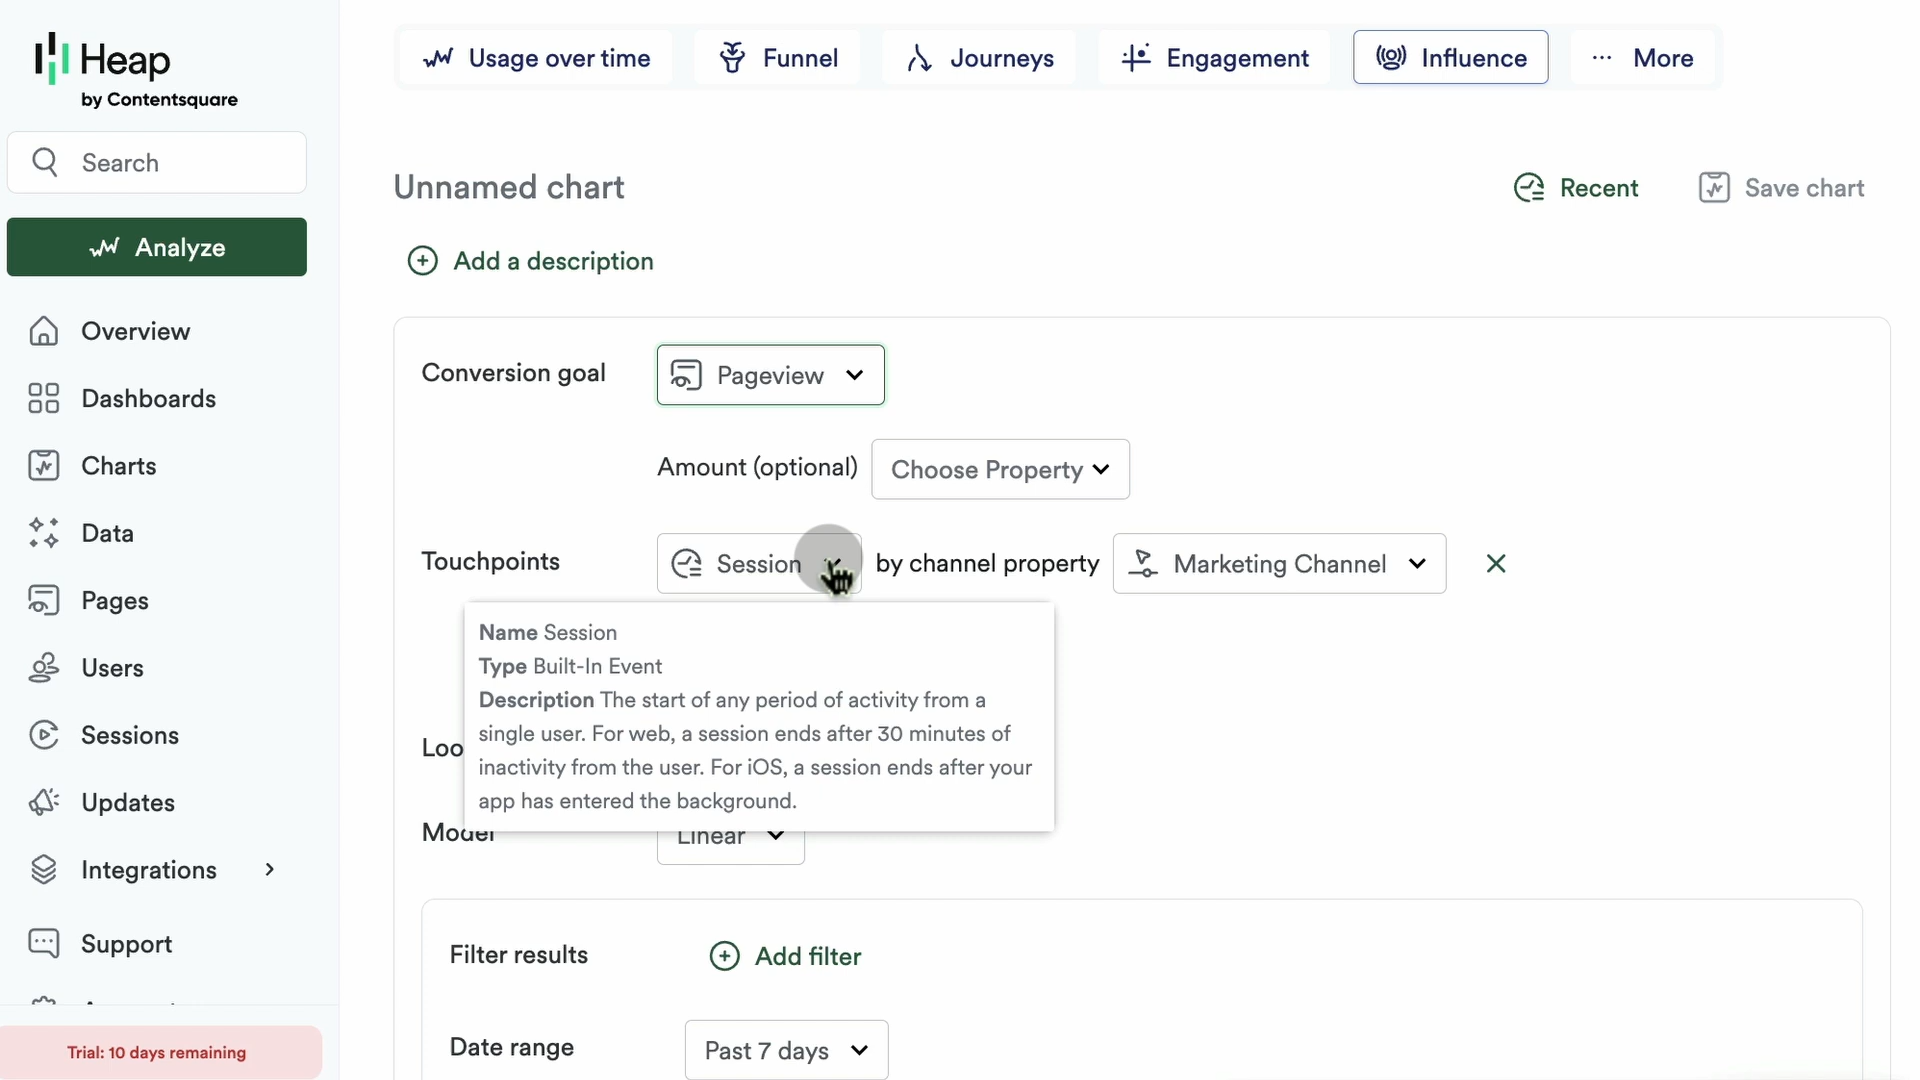 Heap
by Contentsquare
Search
Analyze
Overview
Dashboards
Charts
Data
Pages
Users
Sessions
Updates
Integrations
Support
Trial: 10 days remaining
Usage over time
Funnel
Journeys
Engagement
Influence
More
Unnamed chart
Recent
Save chart
Add a description
Conversion goal
Pageview
Amount (optional)
Choose Property
Touchpoints
Session
by channel property
Marketing Channel
Name Session
Type Built-In Event
Description The start of any period of activity from a
single user. For web, a session ends after 30 minutes of
inactivity from the user. For iOS, a session ends after your
app has entered the background.
Loo
Model
Linear
Filter results
Add filter
Date range
Past 7 days